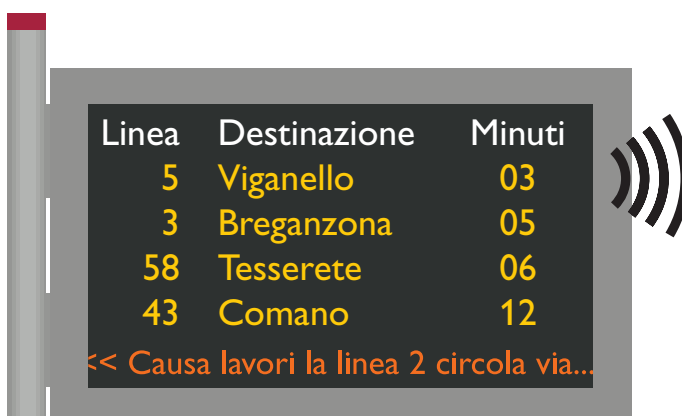 Linea Destinazione Minuti
5 Viganello 03
3 Breganzona 05
58 Tesserete 06
43 Comano 12
<< Causa lavori la linea 2 circola via...